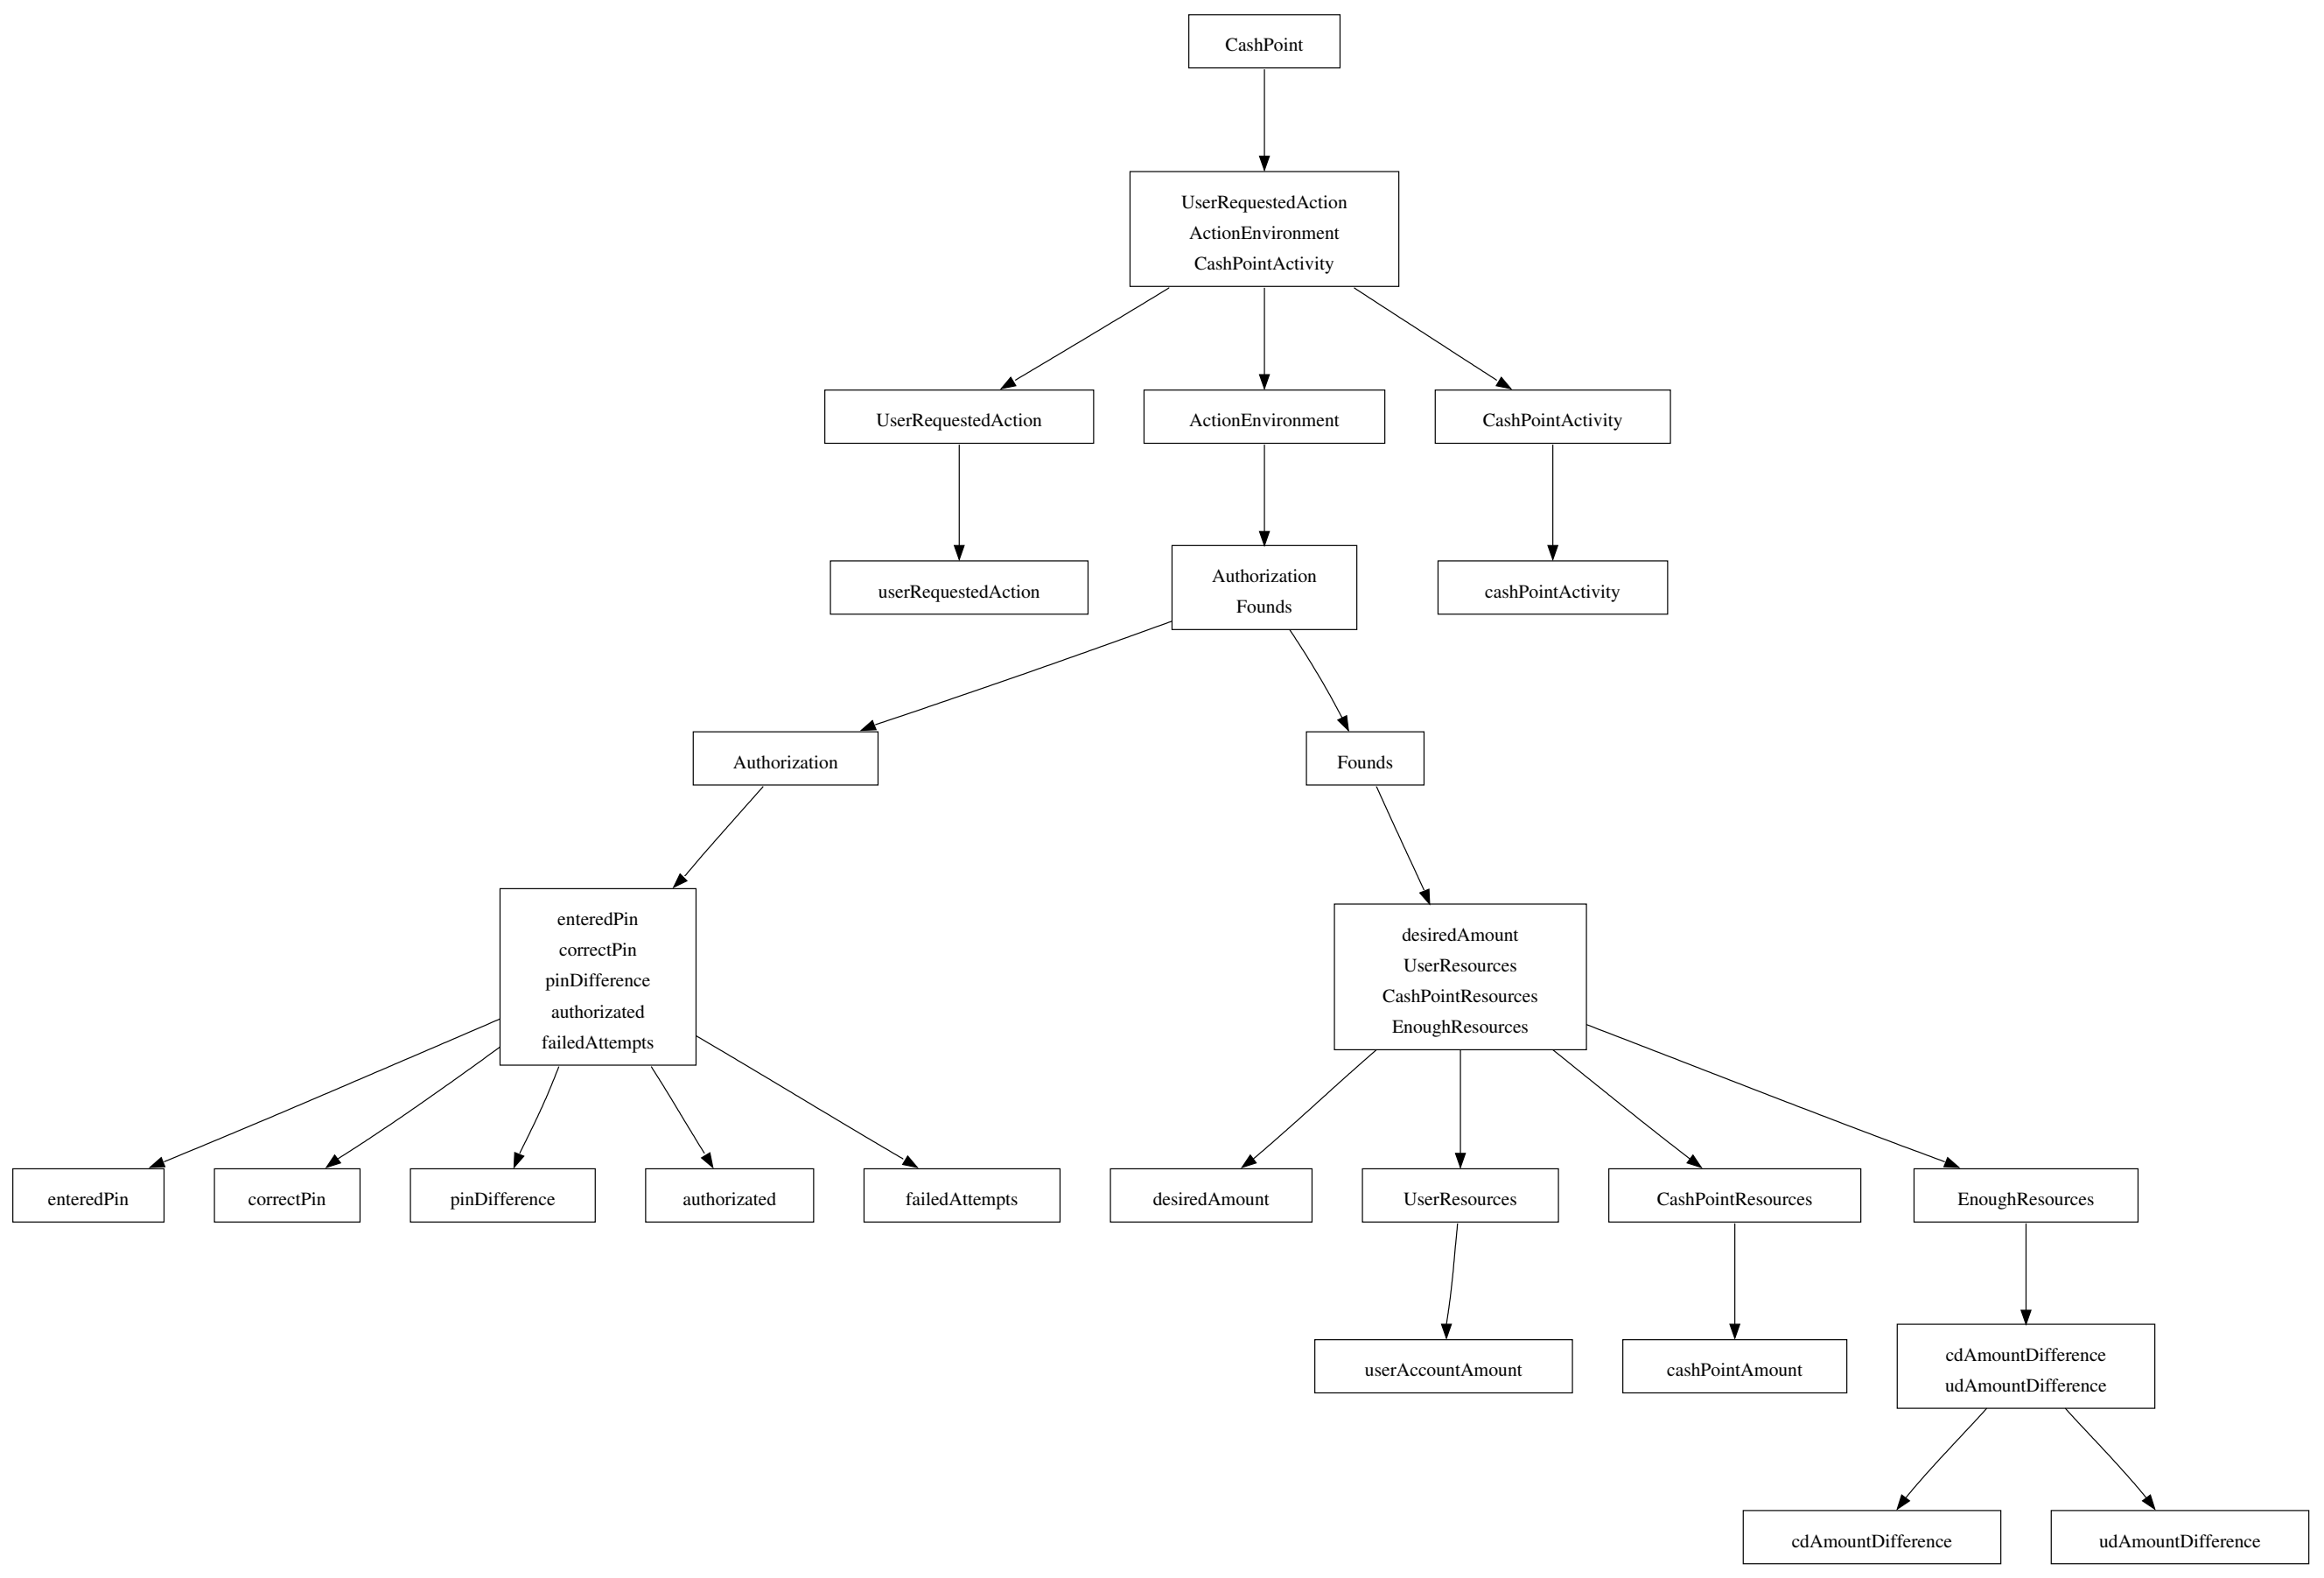 CashPoint
UserRequestedAction
ActionEnvironment
CashPointActivity
UserRequestedAction
ActionEnvironment
CashPointActivity
userRequestedAction
Authorization
Founds
cashPointActivity
Authorization
Founds
enteredPin
correctPin
pinDifference
authorizated
failedAttempts
desiredAmount
UserResources
CashPointResources
EnoughResources
enteredPin
correctPin
pinDifference
authorizated
failedAttempts
desiredAmount
UserResources
CashPointResources
EnoughResources
userAccountAmount
cashPointAmount
cdAmountDifference
udAmountDifference
cdAmountDifference
udAmountDifference